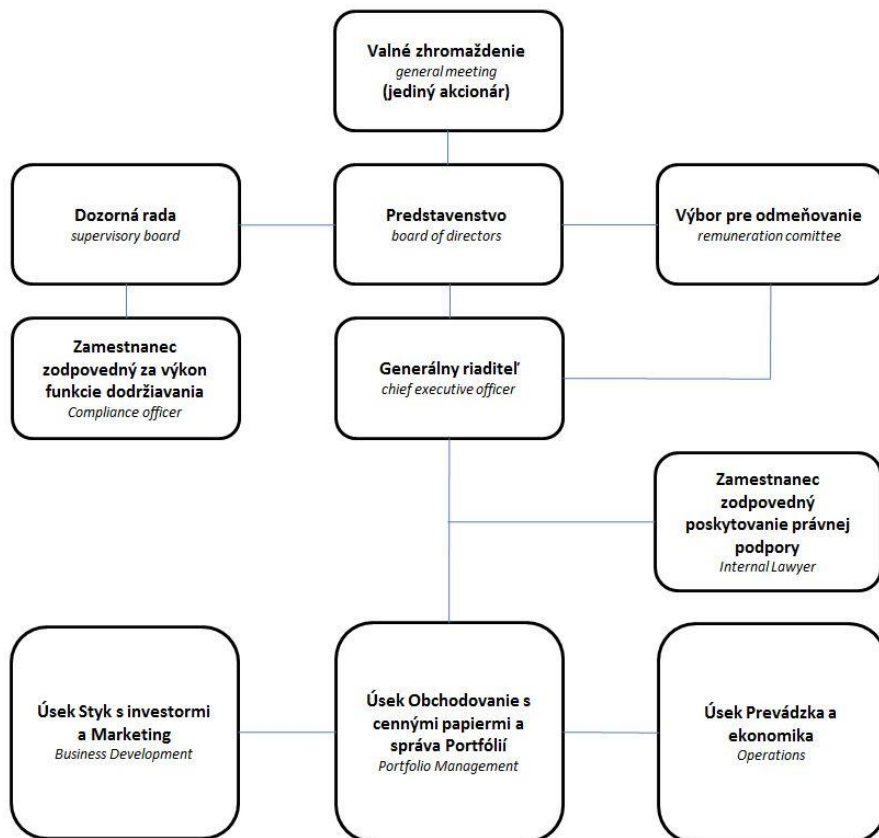 Valné zhromaždenie
general meeting
(jediný akcionár)
Dozorná rada
supervisory board
Predstavenstvo
board of directors
Výbor pre odmeňovanie
remuneration comittee
Zamestnanec
zodpovedný za výkon
funkcie dodržiavania
Compliance officer
Generálny riaditeľ
chief executive officer
Zamestnanec
zodpovedný
poskytovanie právnej
podpory
Internal Lawyer
Úsek Styk s investormi
a Marketing
Business Development
Úsek Obchodovanie s
cennými papiermi a
správa Portfólií
Portfolio Management
Úsek Prevádzka a
ekonomika
Operations